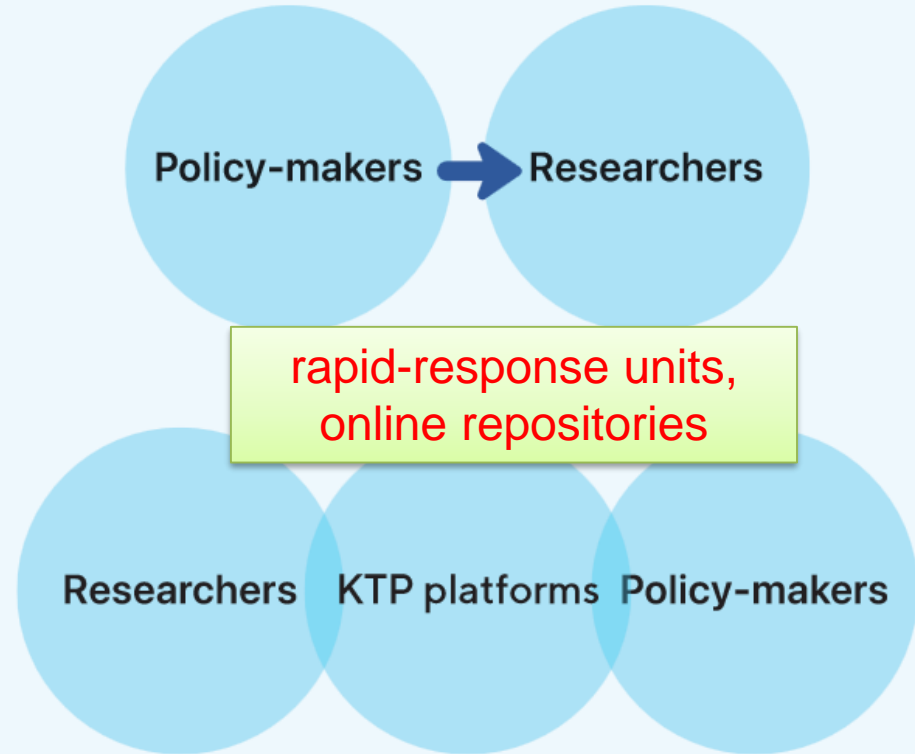 Policy-makers Researchers
rapid-response units,
online repositories
Researchers KTP platforms Policy-makers